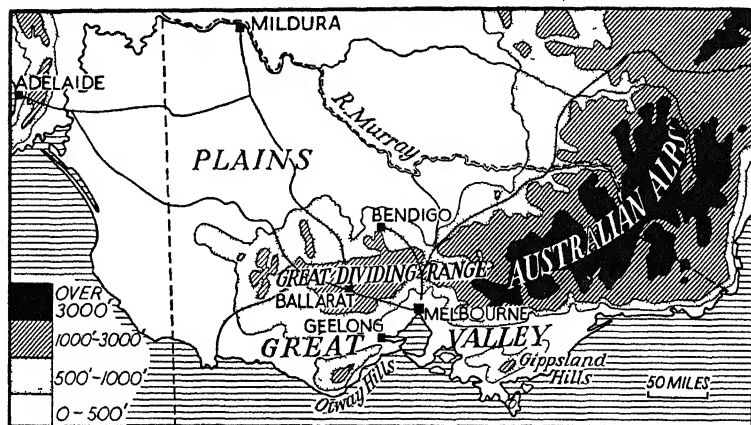 MILDURA
ADELAIDE
R. Murray
PLAINS
BENDIGO
AUSTRALIAN ALPS
GREAT DIVIDING RANGE
BALLARAT
MELBOURNE
GEELONG
GREAT VALLEY
Otway Hills
Gippsland
Hills
OVER
3000'
1000'-3000'
500'-1000'
0-500'
50 MILES